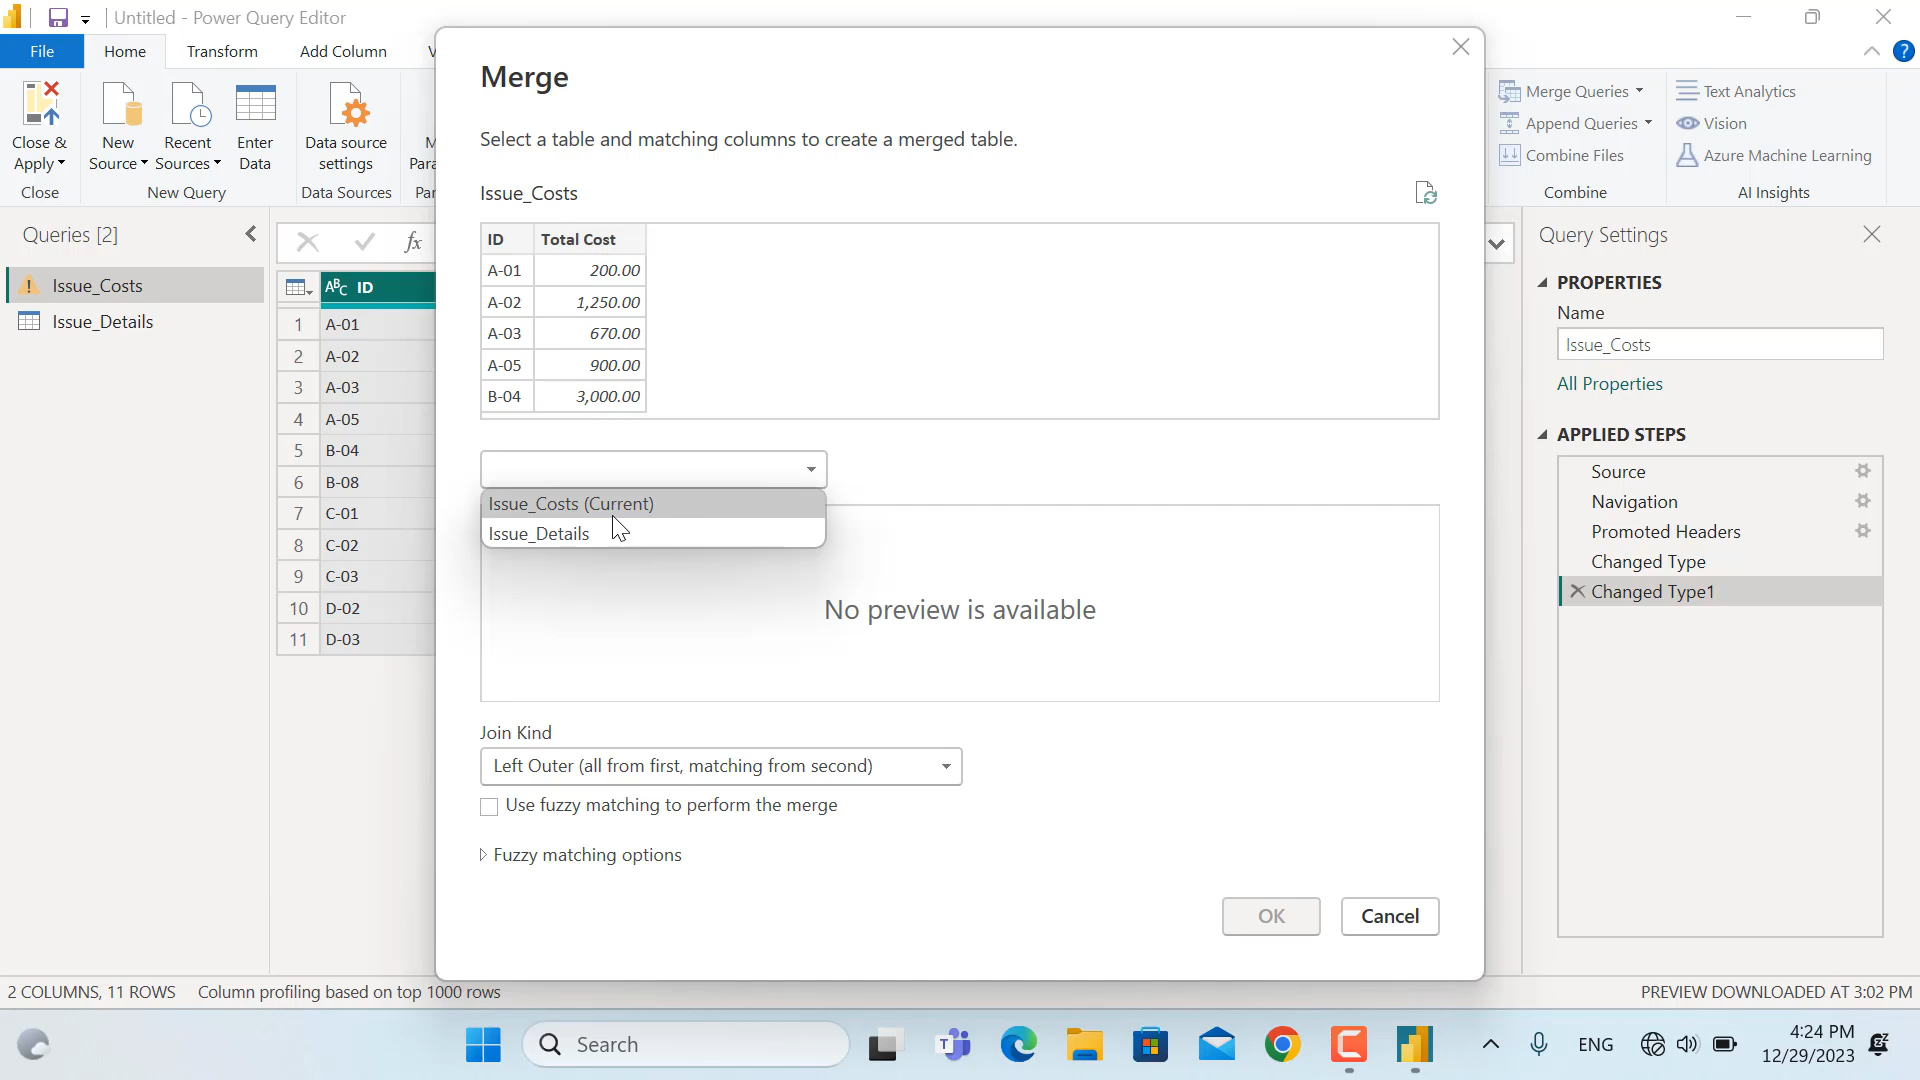 Untitled - Power Query Editor
File
Home
Transform
Add Column
Close & Apply
New Source
Recent Sources
Enter Data
Data source settings
Close
New Query
Data Sources
Merge Queries
Append Queries
Combine Files
Combine
Text Analytics
Vision
Azure Machine Learning
AI Insights
Queries [2]
Issue_Costs
Issue_Details
fx
ABC ID
1 A-01
2 A-02
3 A-03
4 A-05
5 B-04
6 B-08
7 C-01
8 C-02
9 C-03
10 D-02
11 D-03
Merge
Select a table and matching columns to create a merged table.
Issue_Costs
ID Total Cost
A-01 200.00
A-02 1,250.00
A-03 670.00
A-05 900.00
B-04 3,000.00
Issue_Costs (Current)
Issue_Details
No preview is available
Join Kind
Left Outer (all from first, matching from second)
Use fuzzy matching to perform the merge
Fuzzy matching options
OK
Cancel
Query Settings
PROPERTIES
Name
Issue_Costs
All Properties
APPLIED STEPS
Source
Navigation
Promoted Headers
Changed Type
Changed Type1
2 COLUMNS, 11 ROWS
Column profiling based on top 1000 rows
PREVIEW DOWNLOADED AT 3:02 PM
Search
ENG
4:24 PM
12/29/2023